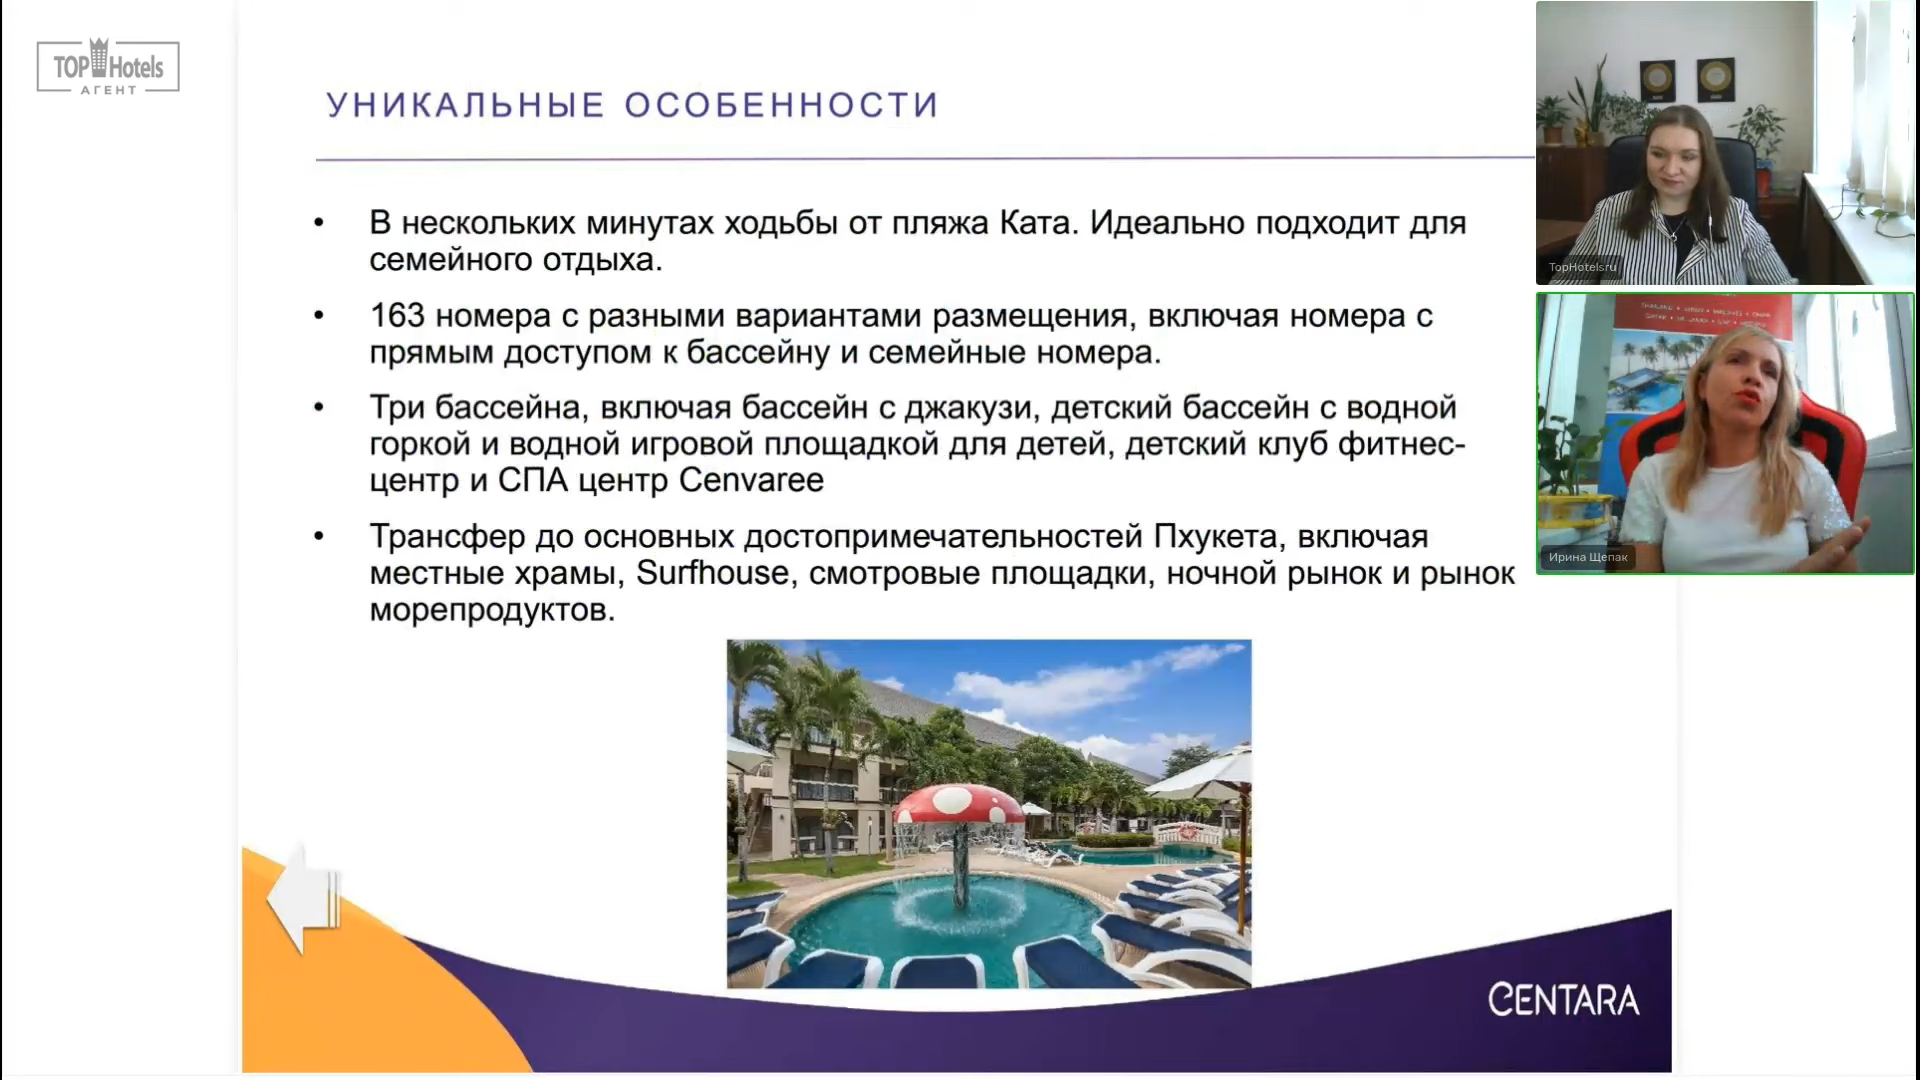 TOP Hotels
АГЕНТ
УНИКАЛЬНЫЕ ОСОБЕННОСТИ
• В нескольких минутах ходьбы от пляжа Ката. Идеально подходит для
семейного отдыха.
• 163 номера с разными вариантами размещения, включая номера с
прямым доступом к бассейну и семейные номера.
• Три бассейна, включая бассейн с джакузи, детский бассейн с водной
горкой и водной игровой площадкой для детей, детский клуб фитнес-
центр и СПА центр Cenvaree
• Трансфер до основных достопримечательностей Пхукета, включая
местные храмы, Surfhouse, смотровые площадки, ночной рынок и рынок
морепродуктов.
CENTARA
TopHotelsru
Ирина Щепак